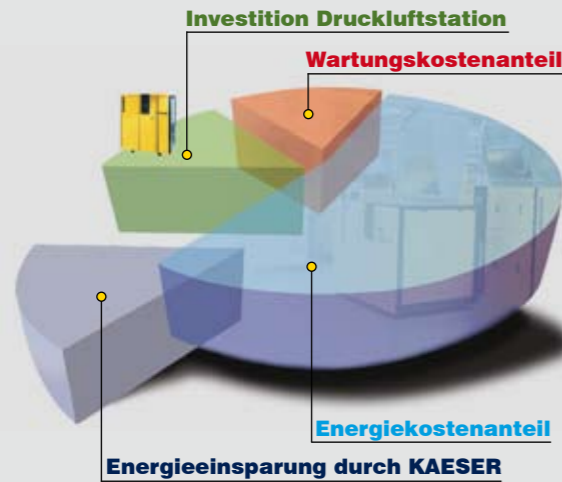 Investition Druckluftstation
Wartungskostenanteil
Energiekostenanteil
Energieeinsparung durch KAESER